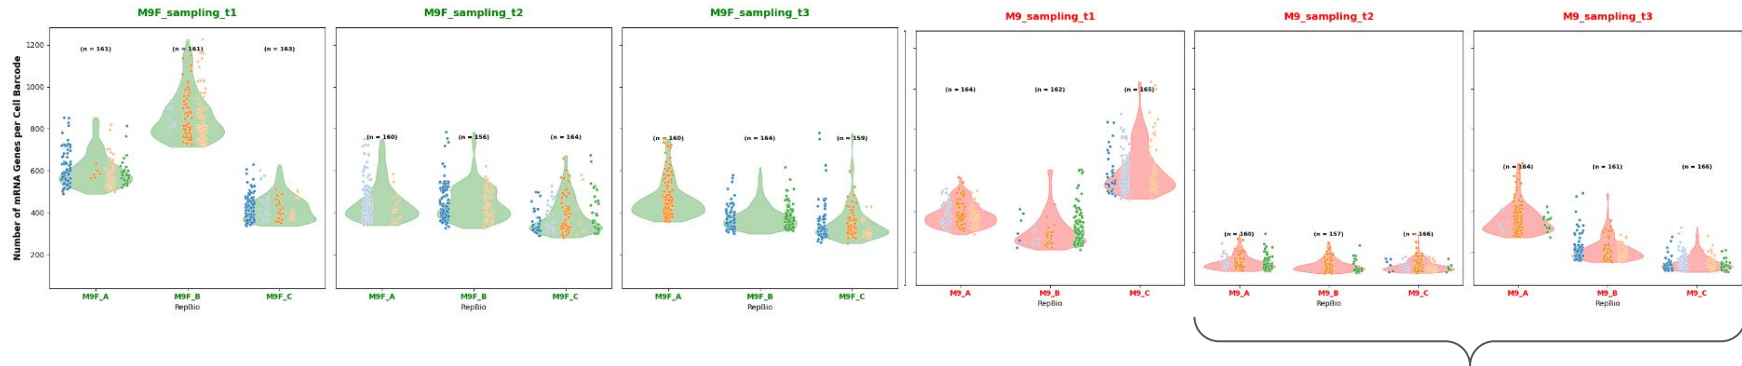 M9F_sampling_t1
M9F_sampling_t2
M9F_sampling_t3
M9_sampling_t1
M9_sampling_t2
M9_sampling_t3
Number of mRNA Genes per Cell Barcode
1200
1000
800
600
400
200
(n = 161)
(n = 161)
(n = 163)
(n = 160)
(n = 156)
(n = 164)
(n = 160)
(n = 164)
(n = 159)
(n = 164)
(n = 162)
(n = 165)
(n = 160)
(n = 157)
(n = 166)
(n = 164)
(n = 161)
(n = 166)
M9F_A
M9F_B
M9F_C
RepBio
M9F_A
M9F_B
M9F_C
RepBio
M9F_A
M9F_B
M9F_C
RepBio
M9_A
M9_B
M9_C
RepBio
M9_A
M9_B
M9_C
RepBio
M9_A
M9_B
M9_C
RepBio